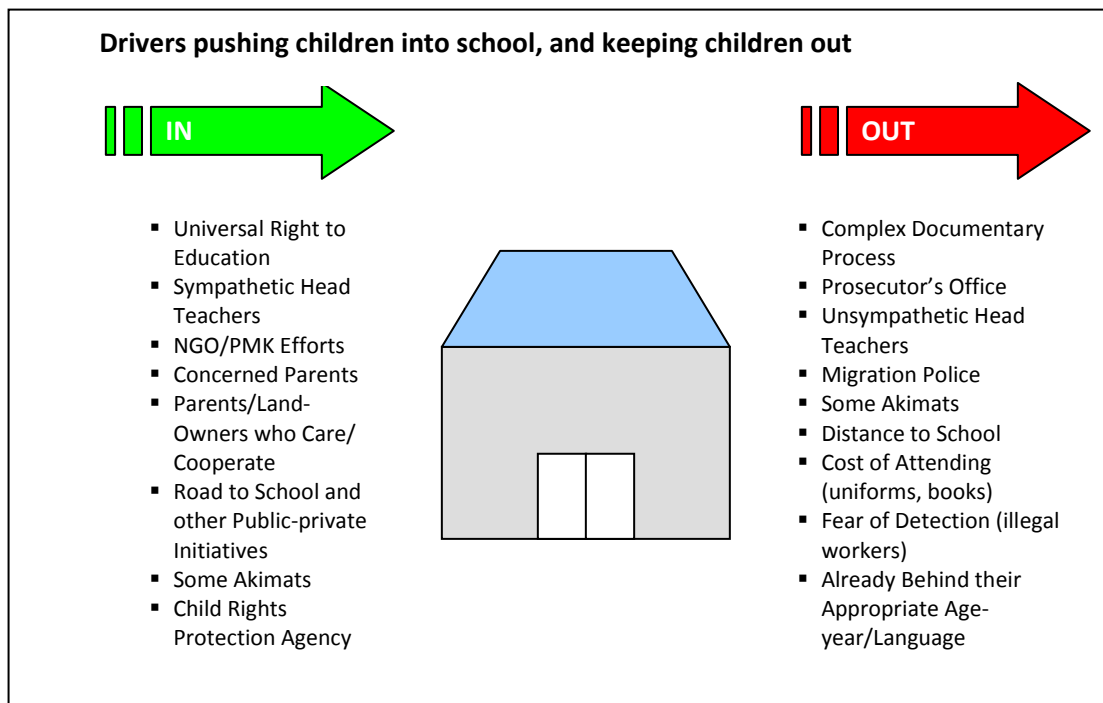 Drivers pushing children into school, and keeping children out
IN
▪ Universal Right to
Education
▪ Sympathetic Head
Teachers
▪ NGO/PMK Efforts
▪ Concerned Parents
▪ Parents/Land-
Owners who Care/
Cooperate
▪ Road to School and
other Public-private
Initiatives
▪ Some Akimats
▪ Child Rights
Protection Agency
OUT
▪ Complex Documentary
Process
▪ Prosecutor’s Office
▪ Unsympathetic Head
Teachers
▪ Migration Police
▪ Some Akimats
▪ Distance to School
▪ Cost of Attending
(uniforms, books)
▪ Fear of Detection (illegal
workers)
▪ Already Behind their
Appropriate Age-
year/Language